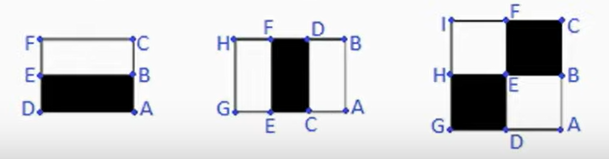 F C
E B
D A
H F D B
G E C A
I F C
H E B
G D A